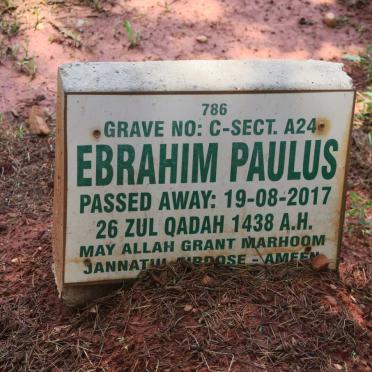 786
GRAVE NO: C-SECT. A24
EBRAHIM PAULUS
PASSED AWAY: 19-08-2017
26 ZUL QADAH 1438 A.H.
MAY ALLAH GRANT MARHOOM
JANNATUL FIRDOSE - AMEEN